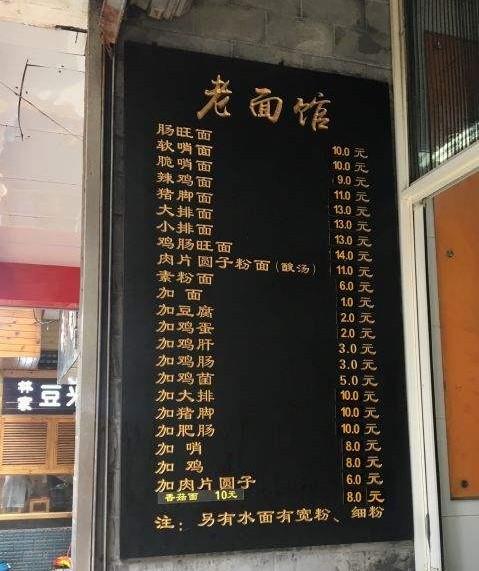 老面馆
肠旺面 10.0 元
软哨面 10.0 元
脆哨面 9.0 元
辣鸡面 11.0 元
猪脚面 13.0 元
大排面 13.0 元
小排面 13.0 元
鸡肠旺面 14.0 元
肉片圆子粉面（酸汤） 11.0 元
素粉面 6.0 元
加 面 1.0 元
加豆腐 2.0 元
加鸡蛋 2.0 元
加鸡肝 3.0 元
加鸡肠 3.0 元
加鸡菌 5.0 元
加大排 10.0 元
加猪脚 10.0 元
加肥肠 10.0 元
加 哨 8.0 元
加 鸡 8.0 元
加肉片圆子 6.0 元
香菇面 10元 8.0 元
注：另有水面有宽粉、细粉
豆米